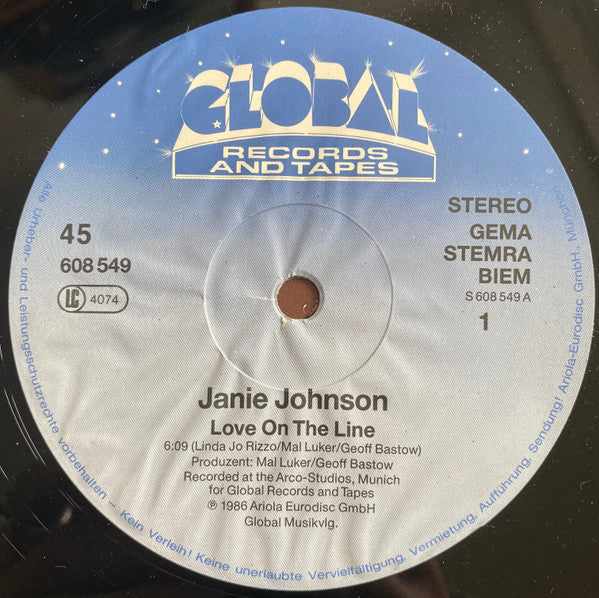 GLOBAL
RECORDS
AND TAPES
45
608 549
LC 4074
STEREO
GEMA
STEMRA
BIEM
S 608 549 A
1
Janie Johnson
Love On The Line
6:09 (Linda Jo Rizzo/Mal Luker/Geoff Bastow)
Produzent: Mal Luker/Geoff Bastow
Recorded at the Arco-Studios, Munich
for Global Records and Tapes
℗ 1986 Ariola Eurodisc GmbH
Global Musikvlg.
Alle Urheber- und Leistungsschutzrechte vorbehalten – Kein Verleih! Keine unerlaubte Vervielfältigung, Vermietung, Aufführung, Sendung! Ariola-Eurodisc GmbH, München